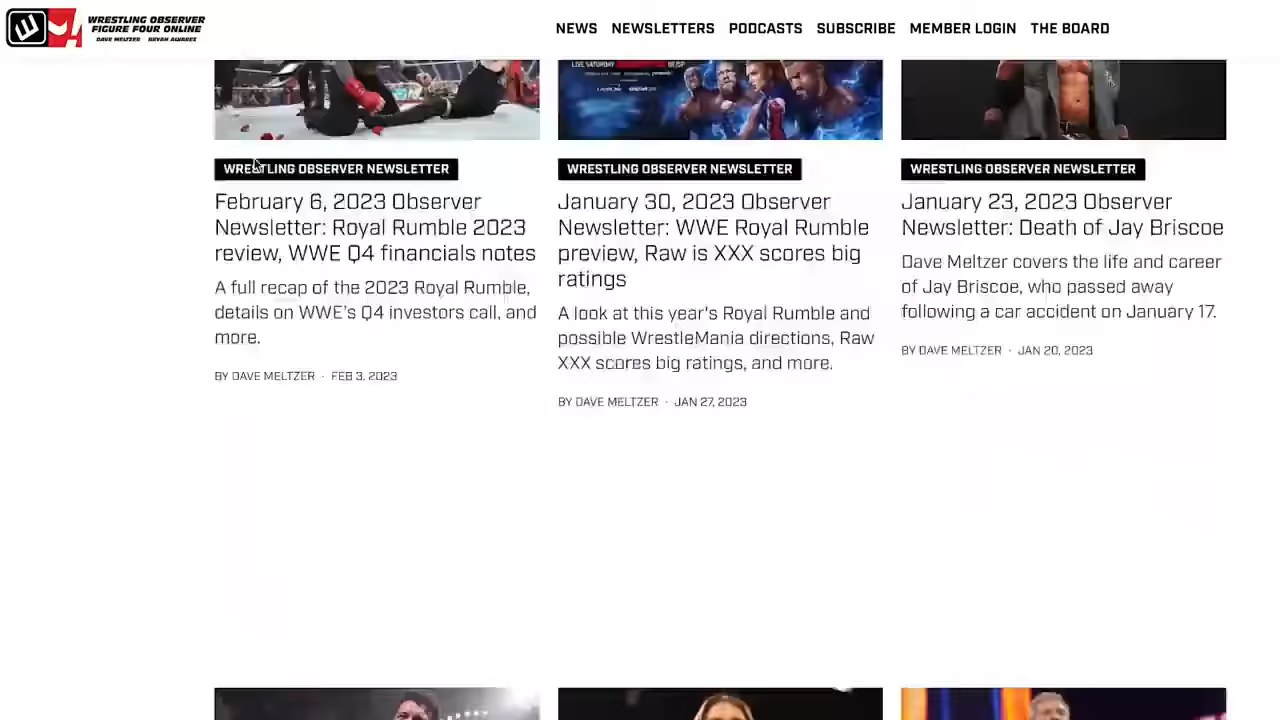 WRESTLING OBSERVER
FIGURE FOUR ONLINE
DAVE MELTZER BRYAN ALVAREZ
NEWS NEWSLETTERS PODCASTS SUBSCRIBE MEMBER LOGIN THE BOARD
WRESTLING OBSERVER NEWSLETTER
February 6, 2023 Observer
Newsletter: Royal Rumble 2023
review, WWE Q4 financials notes
A full recap of the 2023 Royal Rumble,
details on WWE's Q4 investors call, and
more.
BY DAVE MELTZER · FEB 3, 2023
LIVE SATURDAY
WRESTLING OBSERVER NEWSLETTER
January 30, 2023 Observer
Newsletter: WWE Royal Rumble
preview, Raw is XXX scores big
ratings
A look at this year's Royal Rumble and
possible WrestleMania directions, Raw
XXX scores big ratings, and more.
BY DAVE MELTZER · JAN 27, 2023
WRESTLING OBSERVER NEWSLETTER
January 23, 2023 Observer
Newsletter: Death of Jay Briscoe
Dave Meltzer covers the life and career
of Jay Briscoe, who passed away
following a car accident on January 17.
BY DAVE MELTZER · JAN 20, 2023